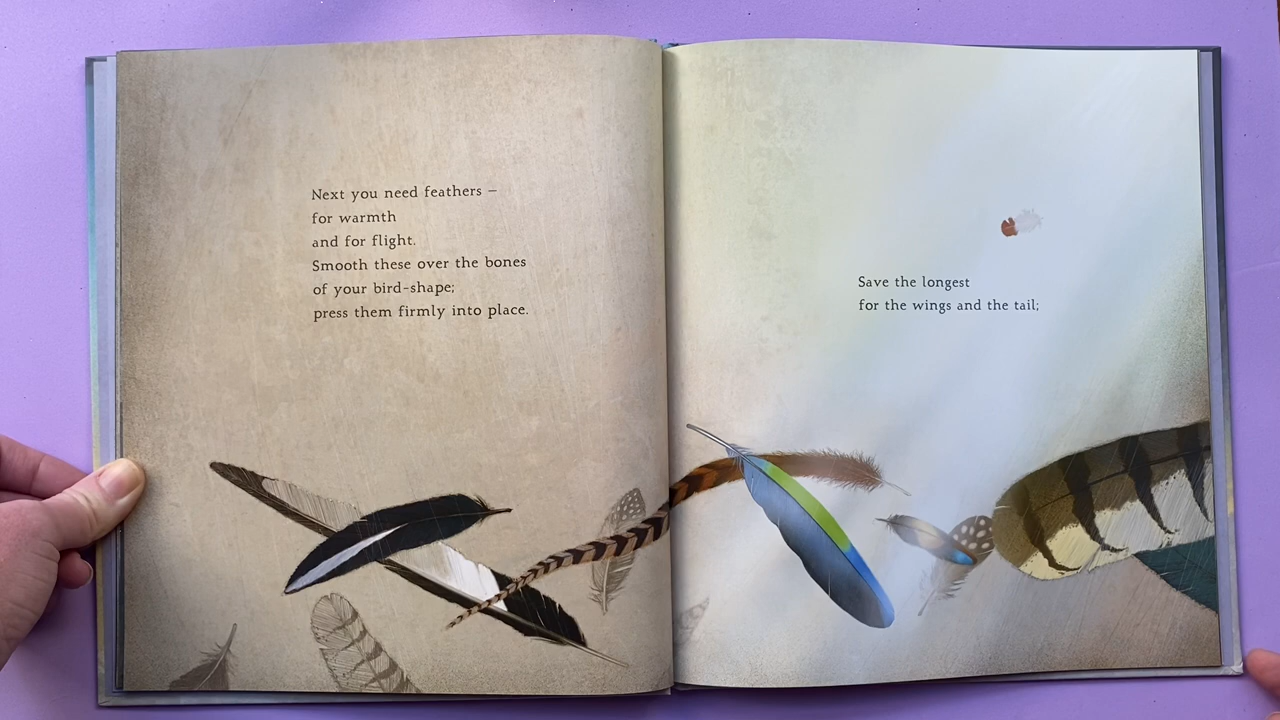 Next you need feathers –
for warmth
and for flight.
Smooth these over the bones
of your bird-shape;
press them firmly into place.
Save the longest
for the wings and the tail;